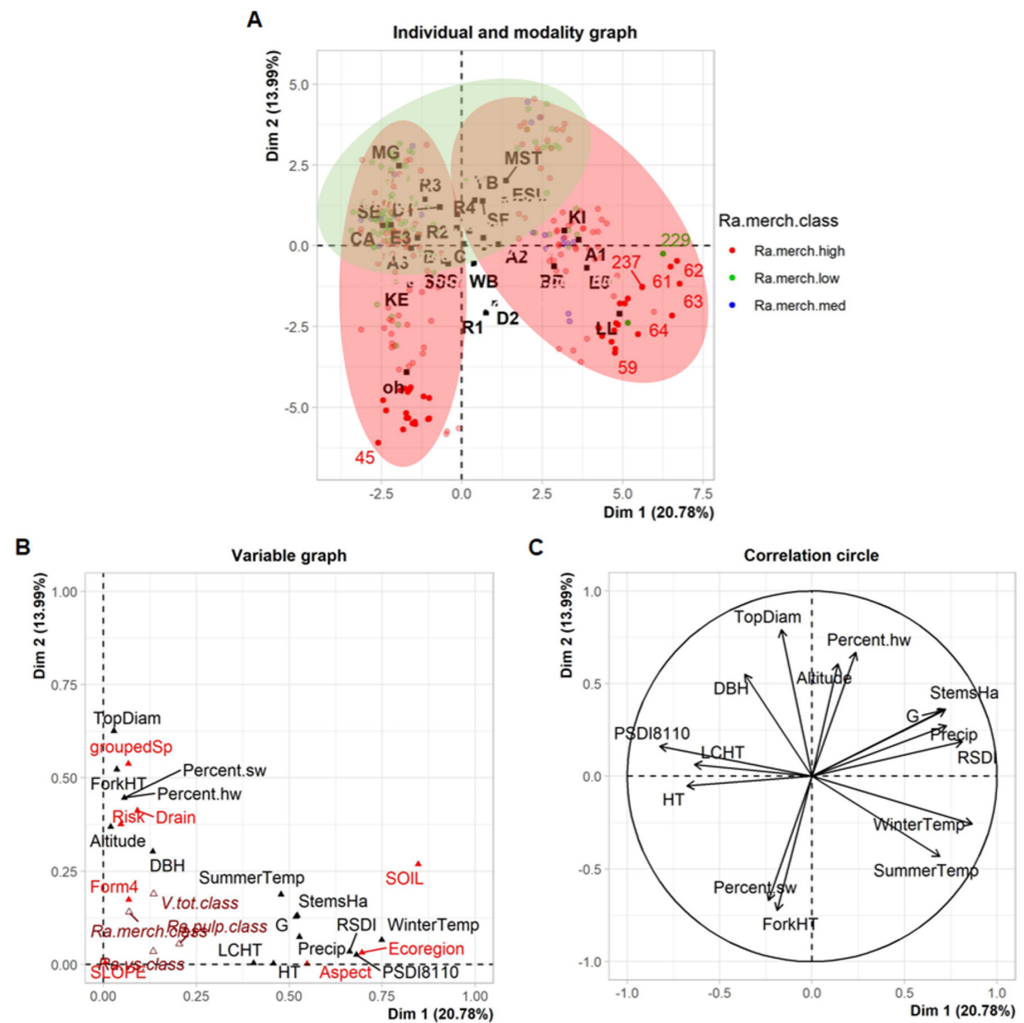 A
Individual and modality graph
Dim 2 (13.99%)
5.0
2.5
0.0
-2.5
-5.0
MG
MST
R3
D1
R4
SE
SF
CA
E3
R2
A3
C
A2
KI
A1
KE
WB
R1
D2
LL
oh
229
237
61
62
63
64
59
45
-2.5
0.0
2.5
5.0
7.5
Dim 1 (20.78%)
Ra.merch.class
Ra.merch.high
Ra.merch.low
Ra.merch.med
B
Variable graph
Dim 2 (13.99%)
1.00
0.75
0.50
0.25
0.00
TopDiam
groupedSp
ForkHT
Percent.sw
Percent.hw
Risk
Drain
Altitude
DBH
Form4
V.tot.class
Ra.merch.class
Ra.pulp.class
SLOPE
SummerTemp
SOIL
StemsHa
G
RSDI
WinterTemp
LCHT
Precip
Ecoregion
HT
Aspect
PSDI8110
0.00
0.25
0.50
0.75
1.00
Dim 1 (20.78%)
C
Correlation circle
Dim 2 (13.99%)
1.0
0.5
0.0
-0.5
-1.0
TopDiam
Percent.hw
Altitude
DBH
StemsHa
G
PSDI8110
Precip
LCHT
RSDI
HT
WinterTemp
SummerTemp
Percent.sw
ForkHT
-1.0
-0.5
0.0
0.5
1.0
Dim 1 (20.78%)